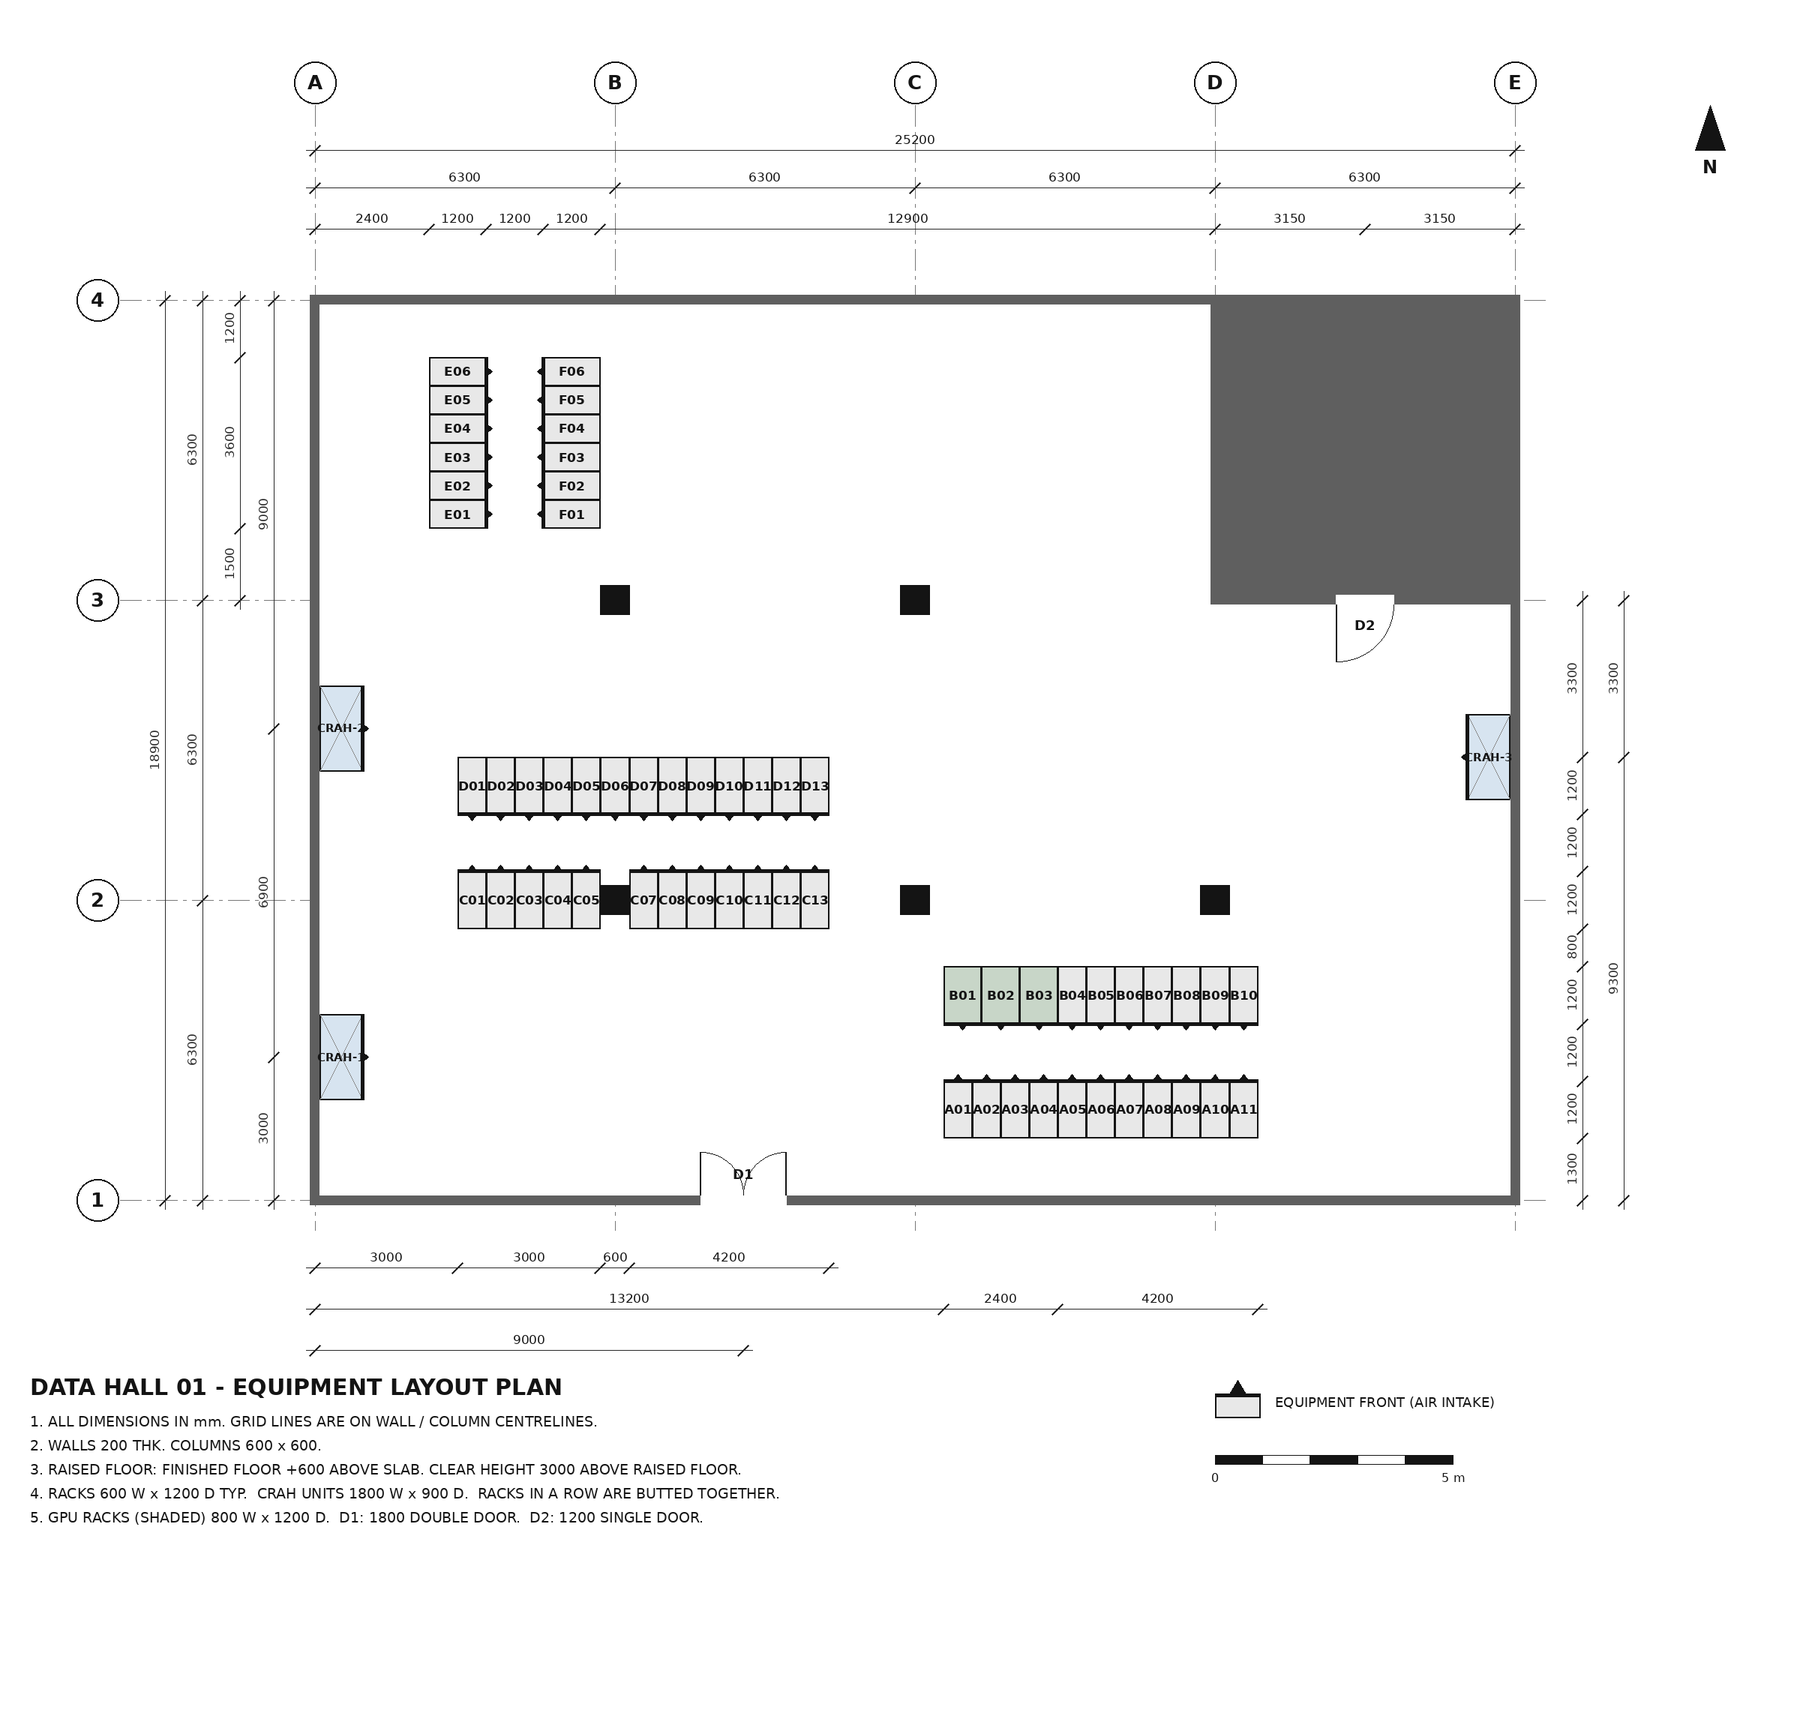 A B C D E
25200
N
6300 6300 6300 6300
2400 1200 1200 1200 12900 3150 3150
4
1200
3600
6300
9000
1500
E06 F06
E05 F05
E04 F04
E03 F03
E02 F02
E01 F01
3
D2
3300 3300
CRAH-2
CRAH-3
18900
6300
D01 D02 D03 D04 D05 D06 D07 D08 D09 D10 D11 D12 D13
1200
1200
2
6900
C01 C02 C03 C04 C05 C07 C08 C09 C10 C11 C12 C13
1200
800
9300
B01 B02 B03 B04 B05 B06 B07 B08 B09 B10
1200
6300
CRAH-1
1200
A01 A02 A03 A04 A05 A06 A07 A08 A09 A10 A11
1200
3000
D1
1300
1
3000 3000 600 4200
13200 2400 4200
9000
DATA HALL 01 - EQUIPMENT LAYOUT PLAN
1. ALL DIMENSIONS IN mm. GRID LINES ARE ON WALL / COLUMN CENTRELINES.
2. WALLS 200 THK. COLUMNS 600 x 600.
3. RAISED FLOOR: FINISHED FLOOR +600 ABOVE SLAB. CLEAR HEIGHT 3000 ABOVE RAISED FLOOR.
4. RACKS 600 W x 1200 D TYP. CRAH UNITS 1800 W x 900 D. RACKS IN A ROW ARE BUTTED TOGETHER.
5. GPU RACKS (SHADED) 800 W x 1200 D. D1: 1800 DOUBLE DOOR. D2: 1200 SINGLE DOOR.
EQUIPMENT FRONT (AIR INTAKE)
0 5 m